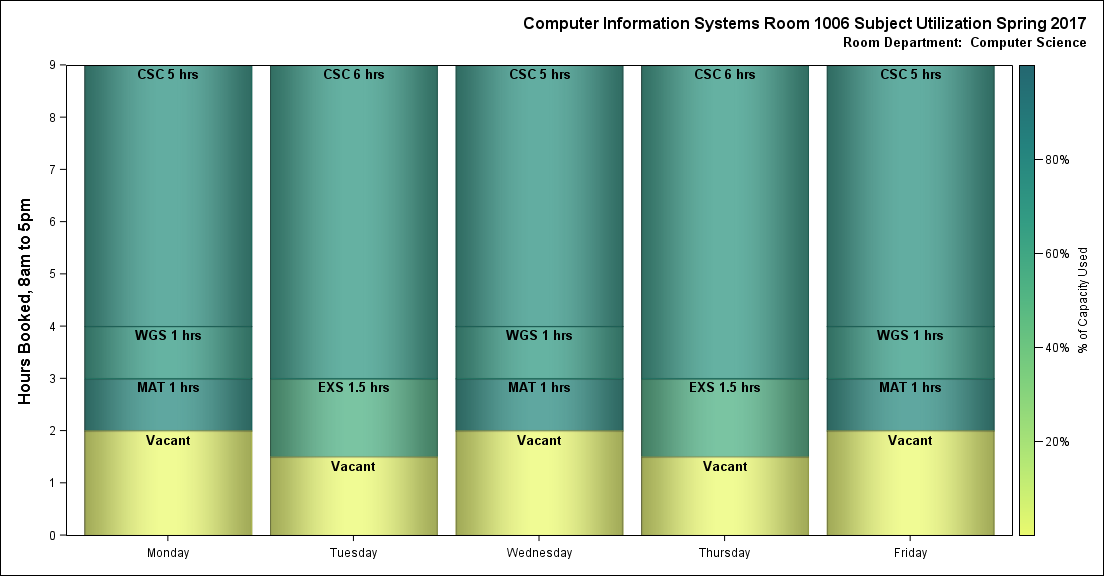 Computer Information Systems Room 1006 Subject Utilization Spring 2017
Room Department: Computer Science
Hours Booked, 8am to 5pm
9
8
7
6
5
4
3
2
1
0
CSC 5 hrs
WGS 1 hrs
MAT 1 hrs
Vacant
CSC 6 hrs
EXS 1.5 hrs
Vacant
CSC 5 hrs
WGS 1 hrs
MAT 1 hrs
Vacant
CSC 6 hrs
EXS 1.5 hrs
Vacant
CSC 5 hrs
WGS 1 hrs
MAT 1 hrs
Vacant
Monday
Tuesday
Wednesday
Thursday
Friday
80%
60%
40%
20%
% of Capacity Used